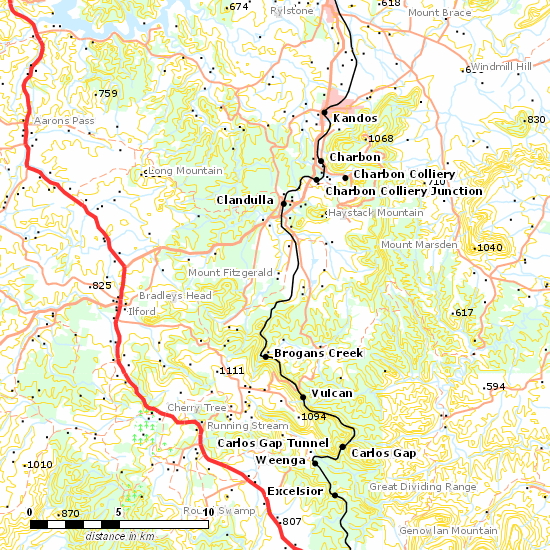 674
Rylstone
618
Mount Brace
Windmill Hill
759
Kandos
830
Aarons Pass
1068
Charbon
Long Mountain
Charbon Colliery
710
Charbon Colliery Junction
Clandulla
Haystack Mountain
Mount Marsden
1040
Mount Fitzgerald
825
Bradleys Head
Ilford
617
Brogans Creek
1111
594
Vulcan
Cherry Tree
1094
Running Stream
Carlos Gap Tunnel
Carlos Gap
Weenga
1010
Excelsior
Great Dividing Range
870
Swamp
807
Genowlan Mountain
0 5 10
distance in km